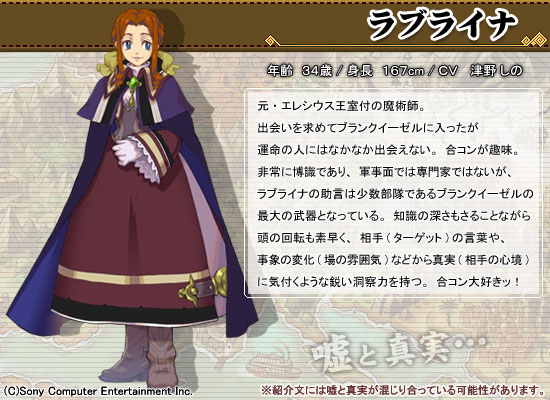 ラブライナ
年齢 34歳 / 身長 167cm / CV 津野しの
元・エレシウス王室付の魔術師。
出会いを求めてブランクイーゼルに入ったが
運命の人にはなかなか出会えない。 合コンが趣味。
非常に博識であり、軍事面では専門家ではないが、
ラブライナの助言は少数部隊であるブランクイーゼルの
最大の武器となっている。 知識の深さもさることながら
頭の回転も素早く、相手(ターゲット)の言葉や、
事象の変化(場の雰囲気)などから真実(相手の心境)
に気付くような鋭い洞察力を持つ。 合コン大好きッ!
嘘と真実…
(C)Sony Computer Entertainment Inc.
※紹介文には嘘と真実が混じり合っている可能性があります。